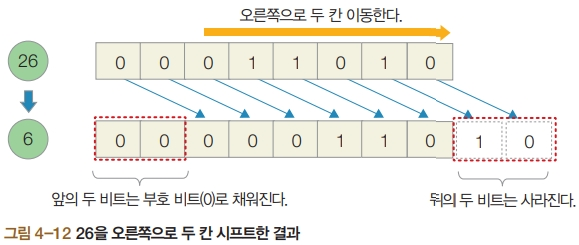 오른쪽으로 두 칸 이동한다.
26 0 0 0 1 1 0 1 0
6 0 0 0 0 0 1 1 0 1 0
앞의 두 비트는 부호 비트(0)로 채워진다. 뒤의 두 비트는 사라진다.
그림 4-12 26을 오른쪽으로 두 칸 시프트한 결과